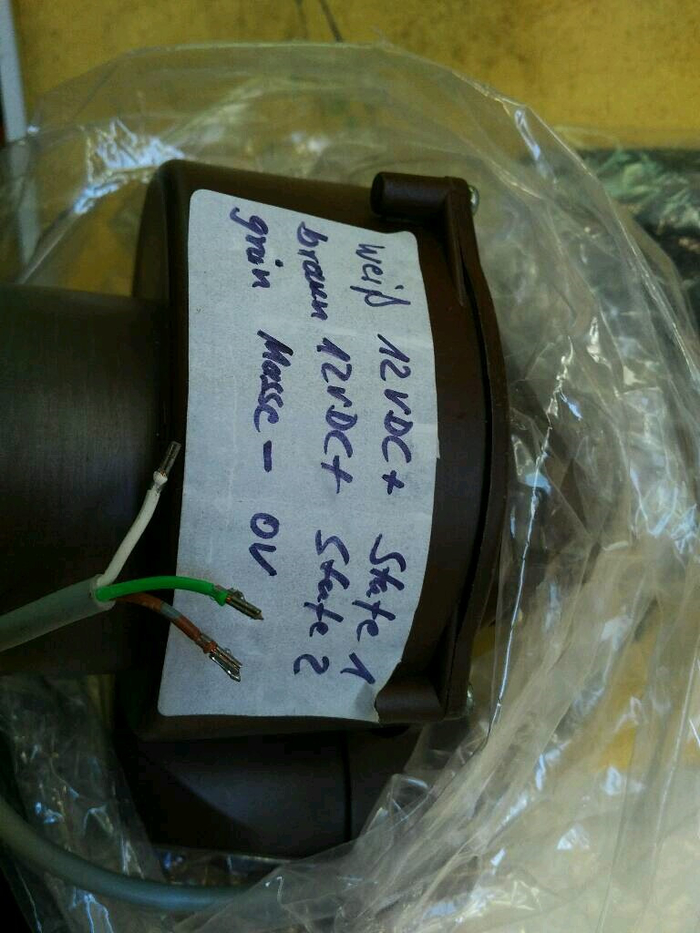 weiß 12VDC+ Stufe 1
braun 12VDC+ Stufe 2
grün Masse - 0V